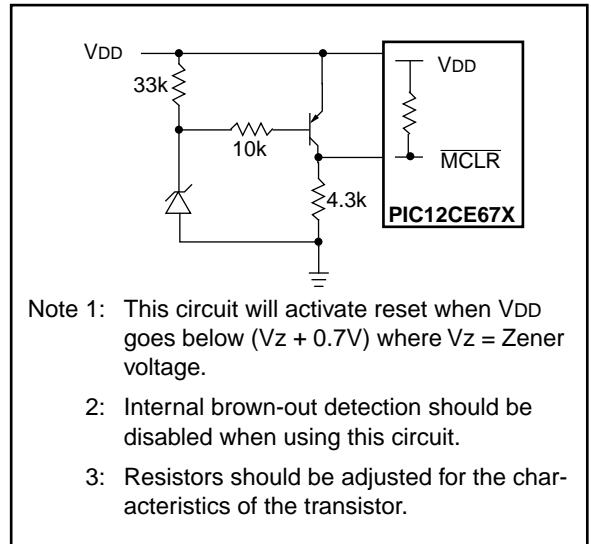 VDD
VDD
33k
10k
MCLR
4.3k
PIC12CE67X
Note 1: This circuit will activate reset when VDD
goes below (Vz + 0.7V) where Vz = Zener
voltage.
2: Internal brown-out detection should be
disabled when using this circuit.
3: Resistors should be adjusted for the char-
acteristics of the transistor.